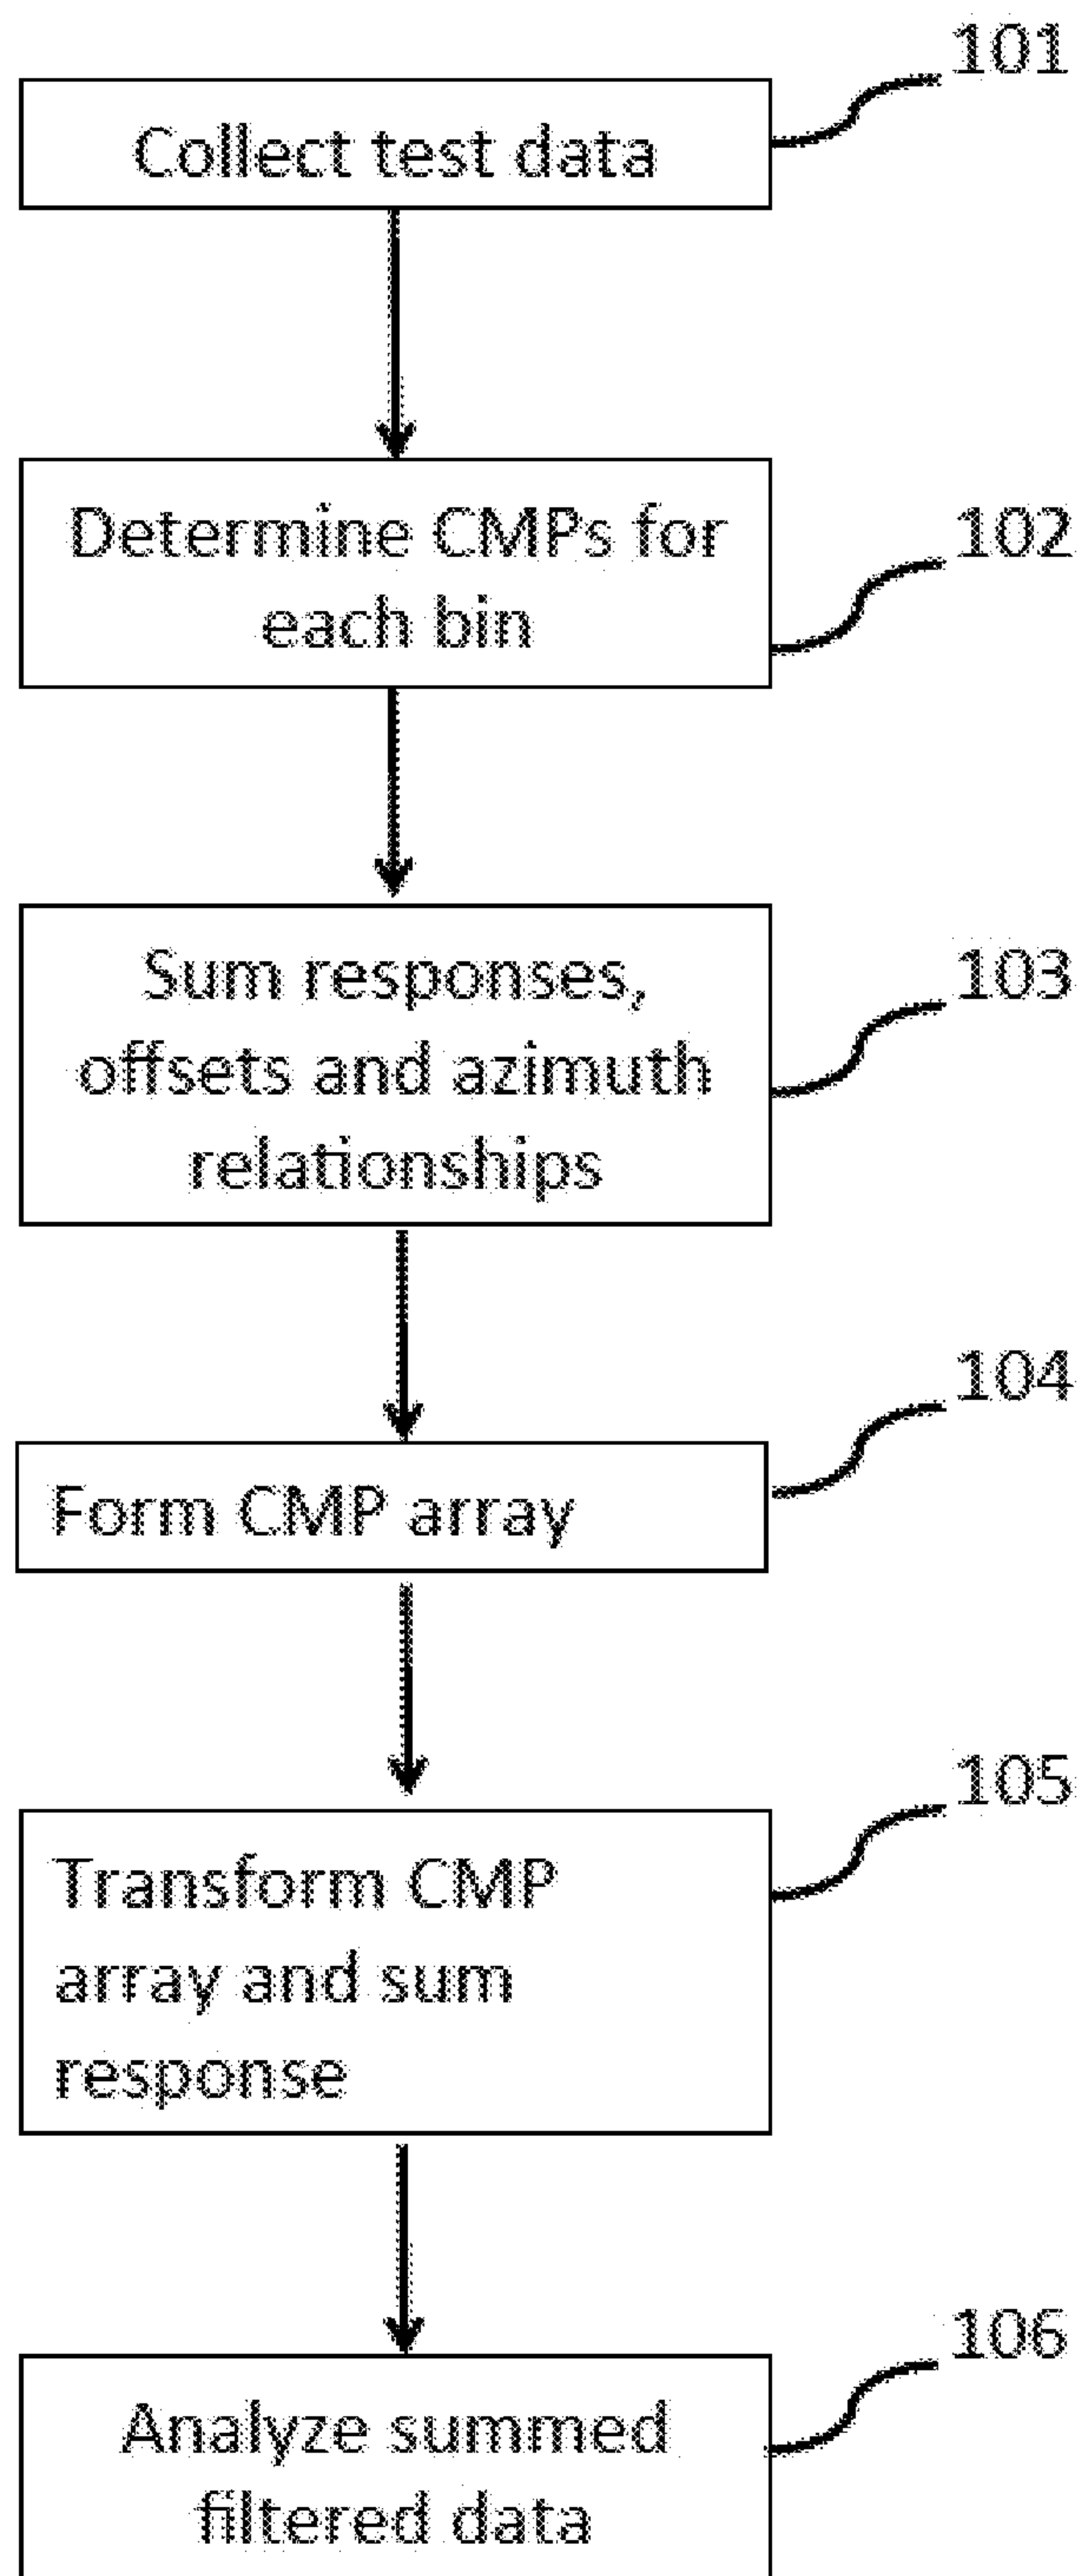 101
Collect test data
102
Determine CMPs for
each bin
103
Sum responses,
offsets and azimuth
relationships
104
Form CMP array
105
Transform CMP
array and sum
response
106
Analyze summed
filtered data